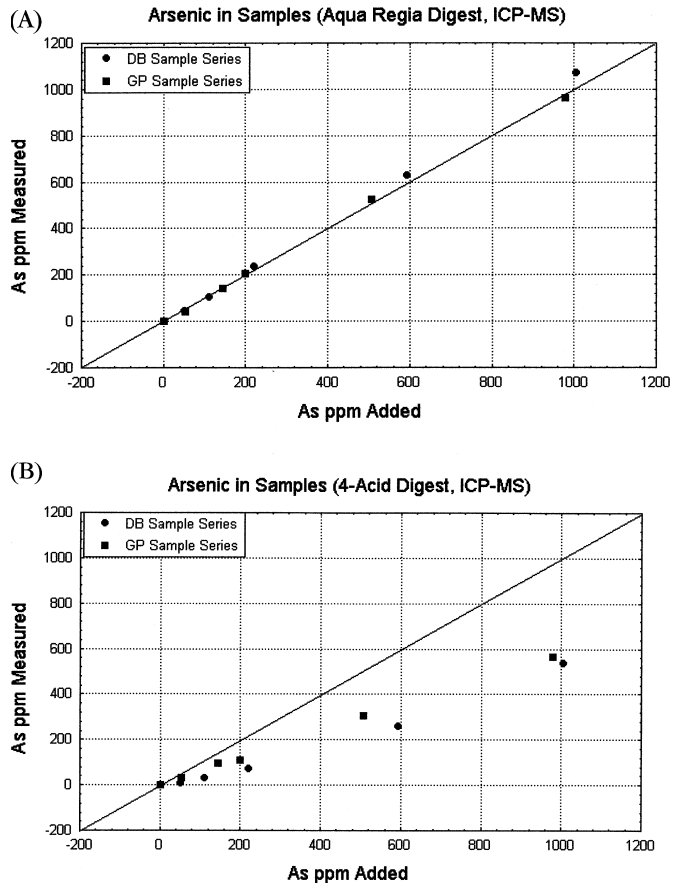 (A)
Arsenic in Samples (Aqua Regia Digest, ICP-MS)
1200
1000
800
600
400
200
0
-200
DB Sample Series
GP Sample Series
As ppm Measured
-200 0 200 400 600 800 1000 1200
As ppm Added
(B)
Arsenic in Samples (4-Acid Digest, ICP-MS)
1200
1000
800
600
400
200
0
-200
DB Sample Series
GP Sample Series
As ppm Measured
-200 0 200 400 600 800 1000 1200
As ppm Added